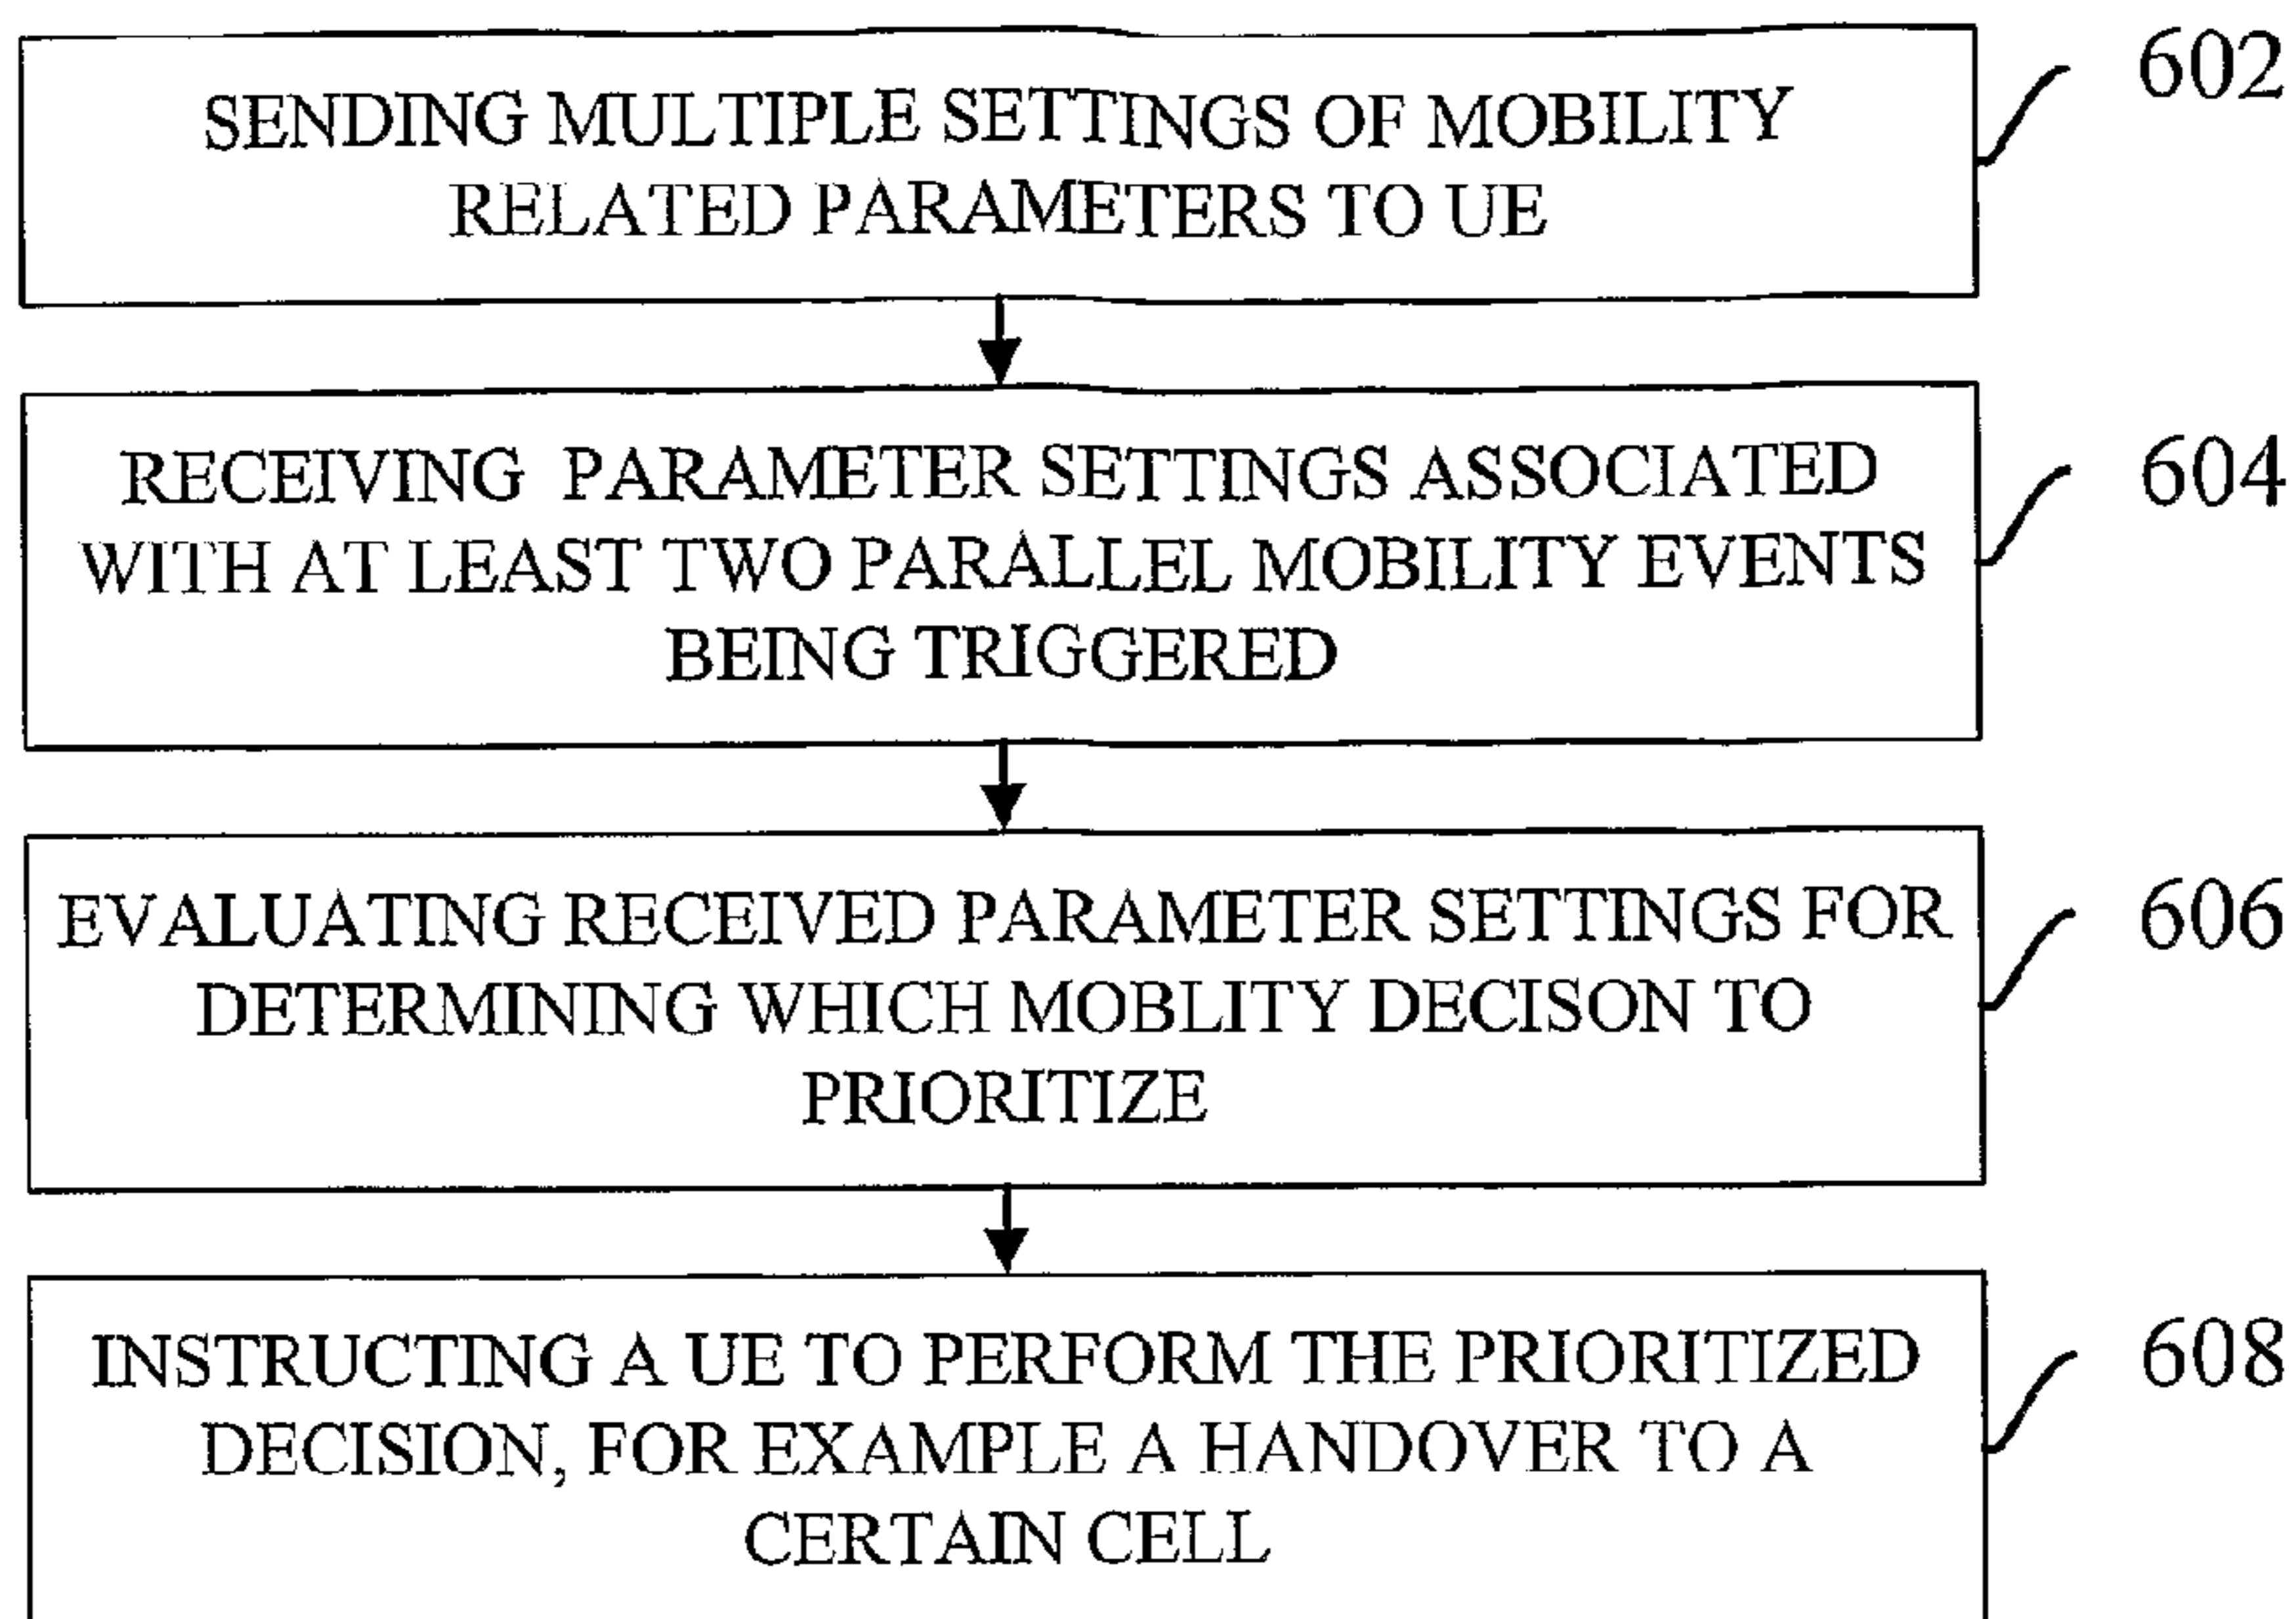 SENDING MULTIPLE SETTINGS OF MOBILITY
RELATED PARAMETERS TO UE
602
RECEIVING PARAMETER SETTINGS ASSOCIATED
WITH AT LEAST TWO PARALLEL MOBILITY EVENTS
BEING TRIGGERED
604
EVALUATING RECEIVED PARAMETER SETTINGS FOR
DETERMINING WHICH MOBLITY DECISON TO
PRIORITIZE
606
INSTRUCTING A UE TO PERFORM THE PRIORITIZED
DECISION, FOR EXAMPLE A HANDOVER TO A
CERTAIN CELL
608